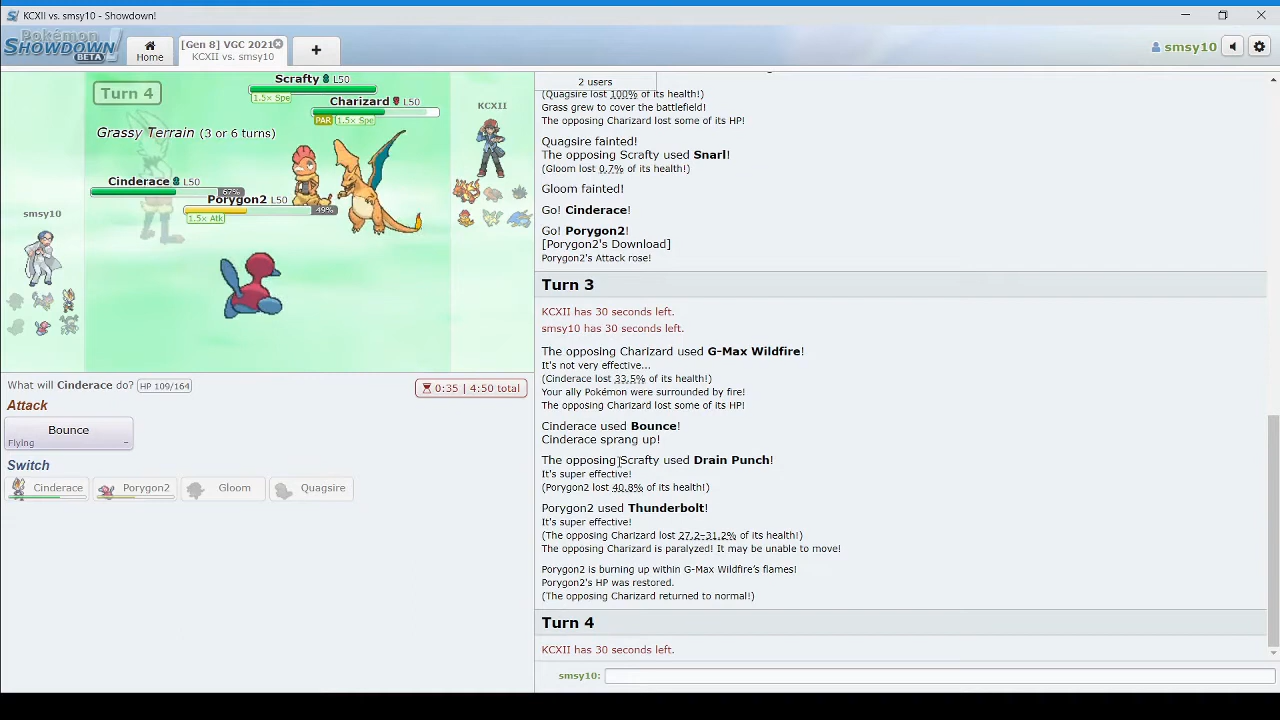 KCXII vs. smsy10 - Showdown!
Pokémon
SHOWDOWN
BETA
Home
[Gen 8] VGC 2021
KCXII vs. smsy10
+
smsy10
Turn 4
Grassy Terrain (3 or 6 turns)
Scrafty L50
1.5× Spe
Charizard L50
PAR 1.5× Spe
KCXII
Cinderace L50
67%
Porygon2 L50
49%
1.5× Atk
smsy10
What will Cinderace do? HP 109/164
0:35 | 4:50 total
Attack
Bounce
Flying –
Switch
Cinderace
Porygon2
Gloom
Quagsire
2 users
(Quagsire lost 100% of its health!)
Grass grew to cover the battlefield!
The opposing Charizard lost some of its HP!
Quagsire fainted!
The opposing Scrafty used Snarl!
(Gloom lost 0.7% of its health!)
Gloom fainted!
Go! Cinderace!
Go! Porygon2!
[Porygon2's Download]
Porygon2's Attack rose!
Turn 3
KCXII has 30 seconds left.
smsy10 has 30 seconds left.
The opposing Charizard used G-Max Wildfire!
It's not very effective...
(Cinderace lost 33.5% of its health!)
Your ally Pokémon were surrounded by fire!
The opposing Charizard lost some of its HP!
Cinderace used Bounce!
Cinderace sprang up!
The opposing Scrafty used Drain Punch!
It's super effective!
(Porygon2 lost 40.8% of its health!)
Porygon2 used Thunderbolt!
It's super effective!
(The opposing Charizard lost 27.2–31.2% of its health!)
The opposing Charizard is paralyzed! It may be unable to move!
Porygon2 is burning up within G-Max Wildfire's flames!
Porygon2's HP was restored.
(The opposing Charizard returned to normal!)
Turn 4
KCXII has 30 seconds left.
smsy10: